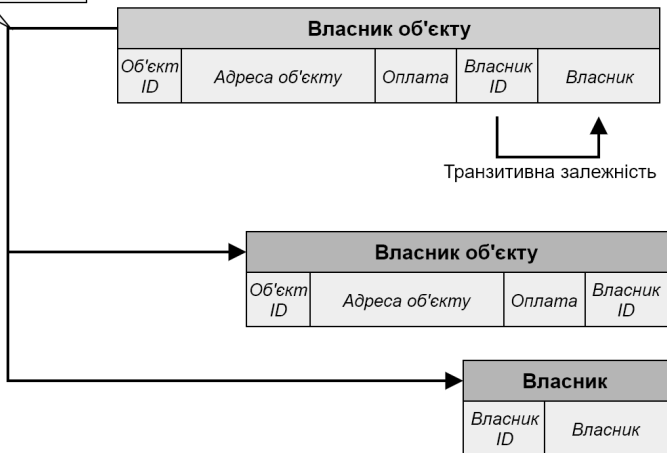 Власник об'єкту
Об'єкт ID
Адреса об'єкту
Оплата
Власник ID
Власник
Транзитивна залежність
Власник об'єкту
Об'єкт ID
Адреса об'єкту
Оплата
Власник ID
Власник
Власник ID
Власник